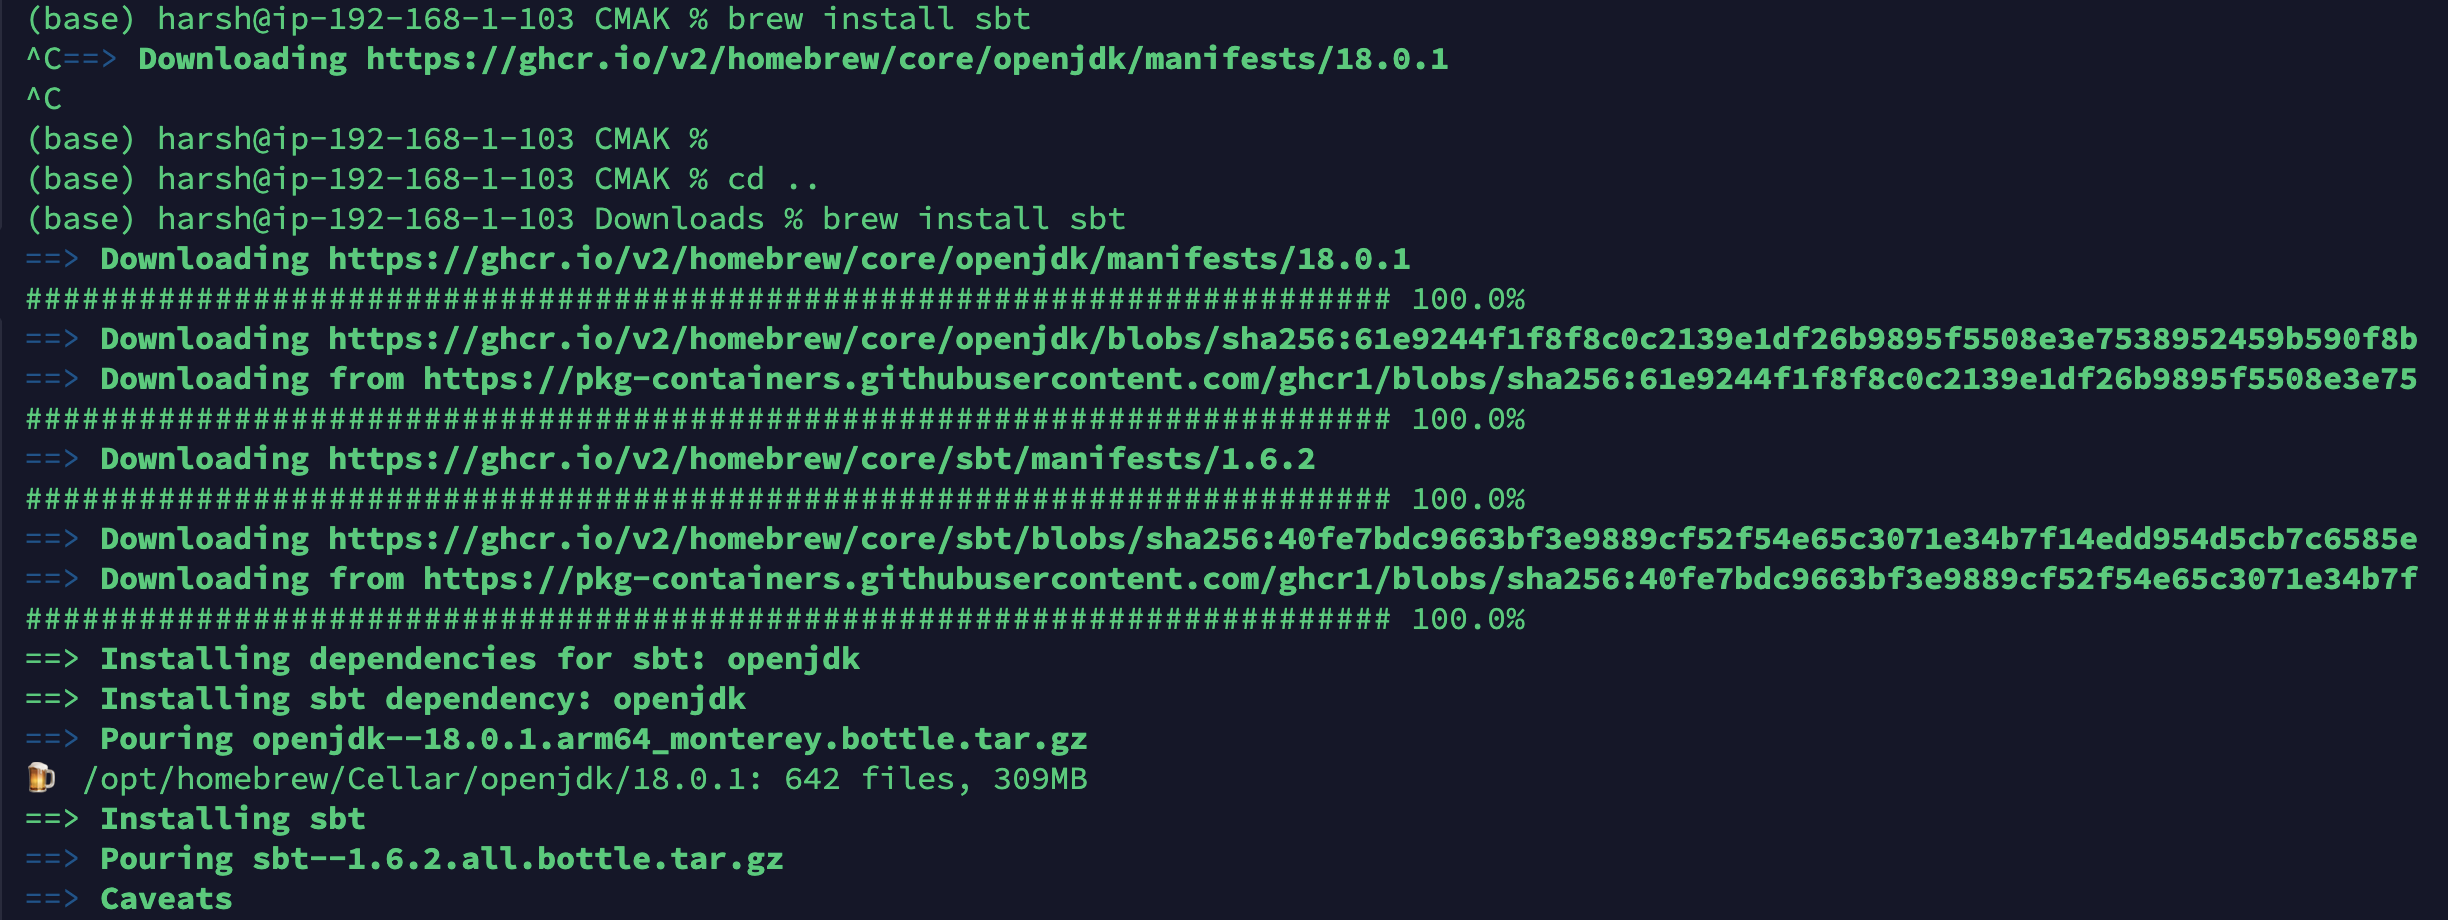 (base) harsh@ip-192-168-1-103 CMAK % brew install sbt
^C==> Downloading https://ghcr.io/v2/homebrew/core/openjdk/manifests/18.0.1
^C
(base) harsh@ip-192-168-1-103 CMAK %
(base) harsh@ip-192-168-1-103 CMAK % cd ..
(base) harsh@ip-192-168-1-103 Downloads % brew install sbt
==> Downloading https://ghcr.io/v2/homebrew/core/openjdk/manifests/18.0.1
######################################################################## 100.0%
==> Downloading https://ghcr.io/v2/homebrew/core/openjdk/blobs/sha256:61e9244f1f8f8c0c2139e1df26b9895f5508e3e7538952459b590f8b
==> Downloading from https://pkg-containers.githubusercontent.com/ghcr1/blobs/sha256:61e9244f1f8f8c0c2139e1df26b9895f5508e3e75
######################################################################## 100.0%
==> Downloading https://ghcr.io/v2/homebrew/core/sbt/manifests/1.6.2
######################################################################## 100.0%
==> Downloading https://ghcr.io/v2/homebrew/core/sbt/blobs/sha256:40fe7bdc9663bf3e9889cf52f54e65c3071e34b7f14edd954d5cb7c6585e
==> Downloading from https://pkg-containers.githubusercontent.com/ghcr1/blobs/sha256:40fe7bdc9663bf3e9889cf52f54e65c3071e34b7f
######################################################################## 100.0%
==> Installing dependencies for sbt: openjdk
==> Installing sbt dependency: openjdk
==> Pouring openjdk--18.0.1.arm64_monterey.bottle.tar.gz
🍺 /opt/homebrew/Cellar/openjdk/18.0.1: 642 files, 309MB
==> Installing sbt
==> Pouring sbt--1.6.2.all.bottle.tar.gz
==> Caveats